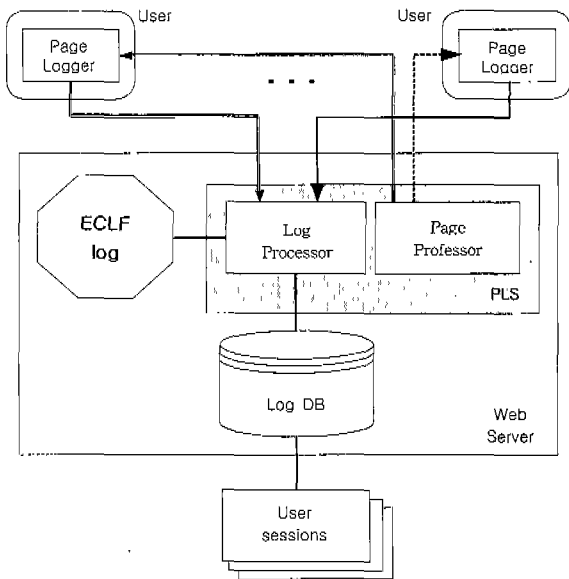 User
User
Page
Logger
Page
Logger
. . .
ECLF
log
Log
Processor
Page
Professor
PLS
Log DB
Web
Server
User
sessions